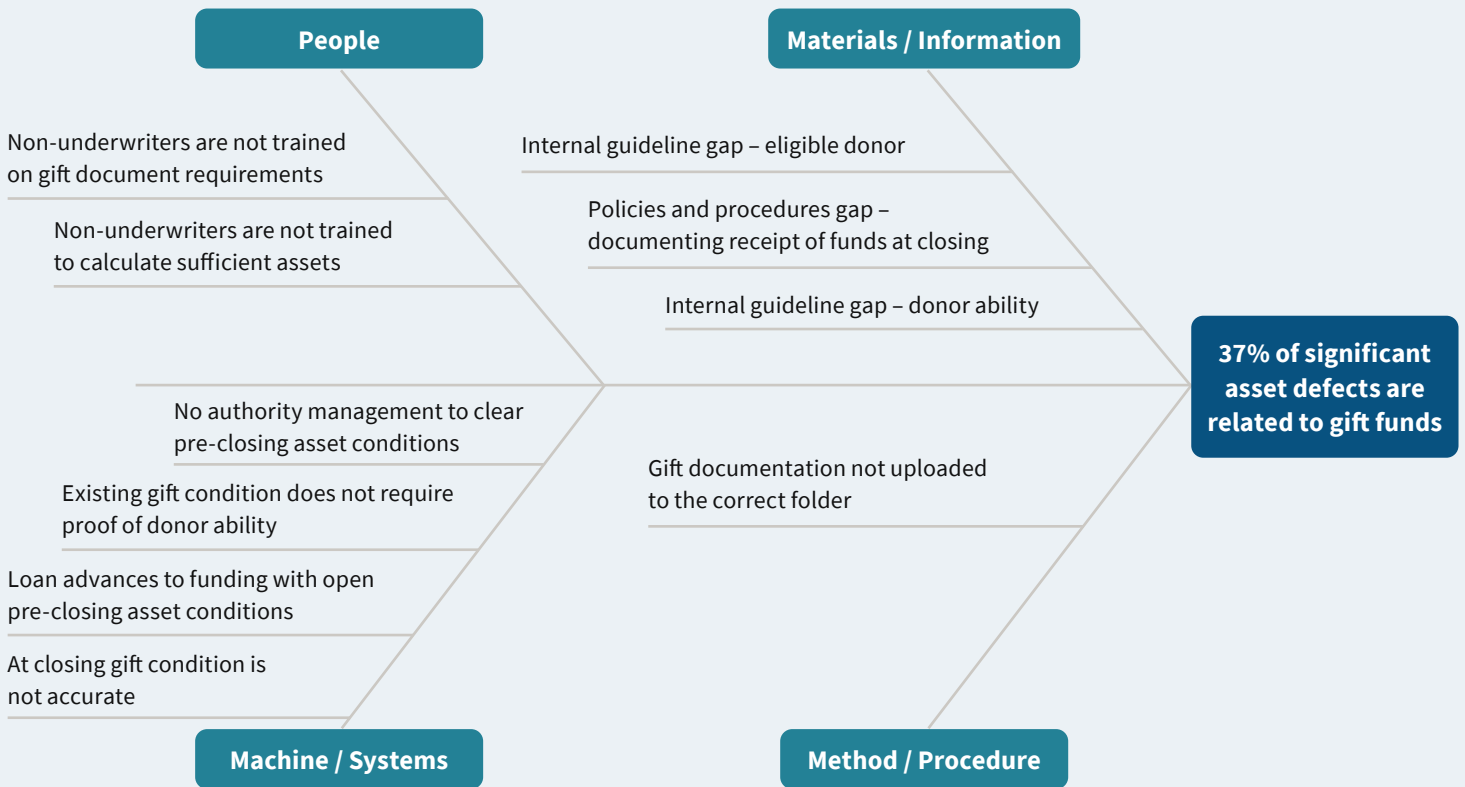 People
Materials / Information
Non-underwriters are not trained
on gift document requirements
Non-underwriters are not trained
to calculate sufficient assets
Internal guideline gap – eligible donor
Policies and procedures gap –
documenting receipt of funds at closing
Internal guideline gap – donor ability
37% of significant
asset defects are
related to gift funds
No authority management to clear
pre-closing asset conditions
Existing gift condition does not require
proof of donor ability
Loan advances to funding with open
pre-closing asset conditions
At closing gift condition is
not accurate
Gift documentation not uploaded
to the correct folder
Machine / Systems
Method / Procedure